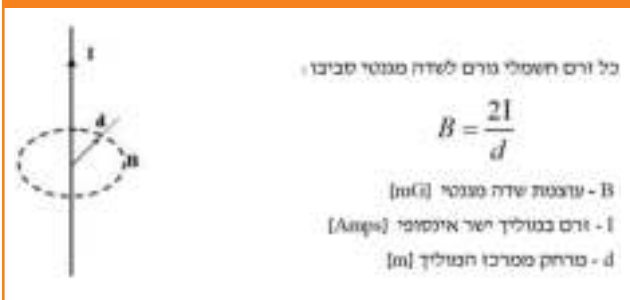 I
d
B
כל זרם חשמלי גורם לשדה מגנטי סביבו :
B = 2I / d
B - עוצמת שדה מגנטי [mG]
I - זרם במוליך ישר אינסופי [Amps]
d - מרחק ממרכז המוליך [m]